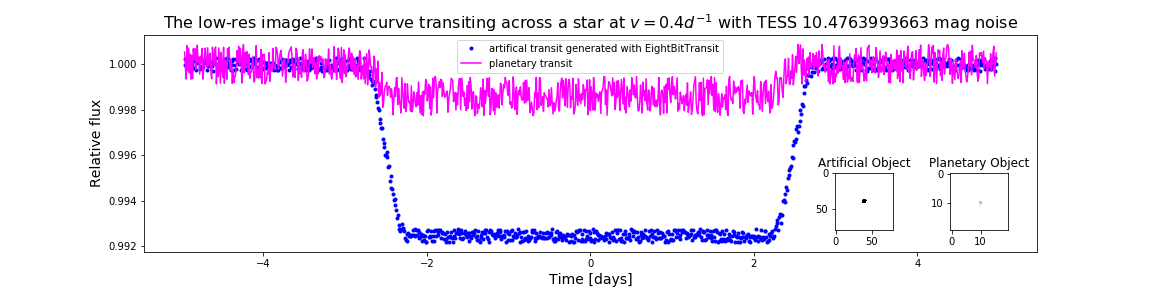 The low-res image's light curve transiting across a star at v = 0.4d⁻¹ with TESS 10.4763993663 mag noise
artifical transit generated with EightBitTransit
planetary transit
Relative flux
1.000
0.998
0.996
0.994
0.992
Artificial Object
0
50
0 50
Planetary Object
0
10
0 10
−4 −2 0 2 4
Time [days]